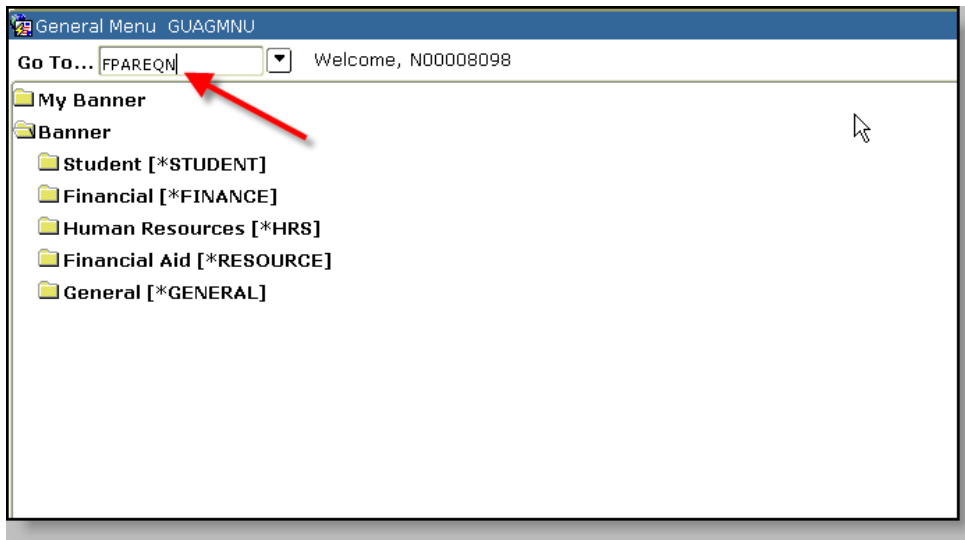 General Menu GUAGMNU
Go To... FPAREQN Welcome, N00008098
My Banner
Banner
Student [*STUDENT]
Financial [*FINANCE]
Human Resources [*HRS]
Financial Aid [*RESOURCE]
General [*GENERAL]